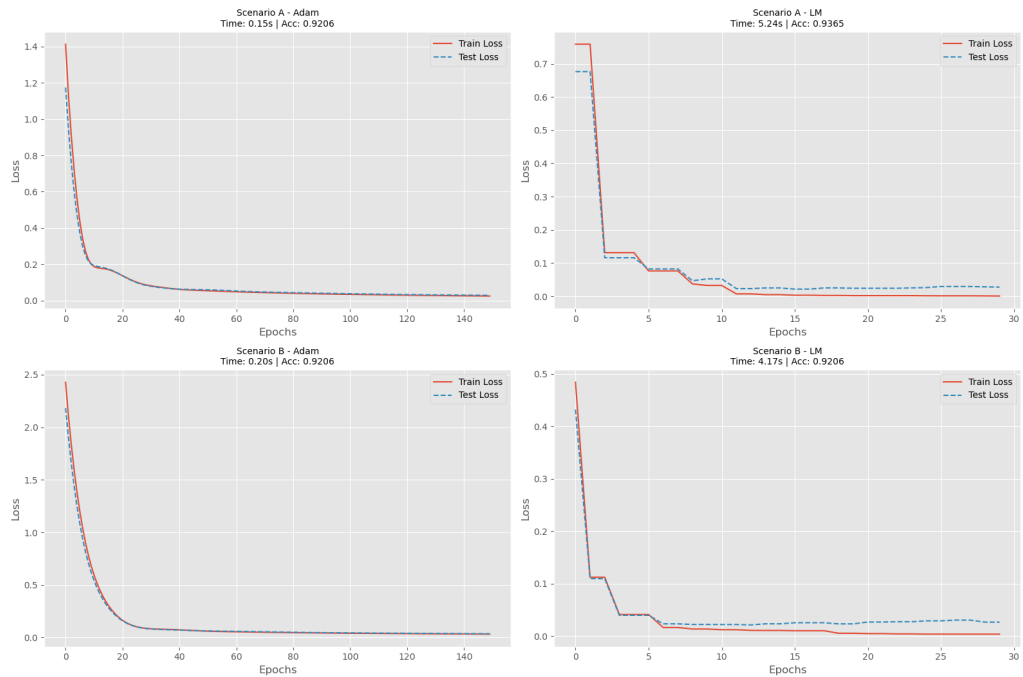 Scenario A - Adam
Time: 0.15s | Acc: 0.9206
1.4
1.2
1.0
0.8
0.6
0.4
0.2
0.0
Loss
Train Loss
Test Loss
0 20 40 60 80 100 120 140
Epochs
Scenario A - LM
Time: 5.24s | Acc: 0.9365
0.7
0.6
0.5
0.4
0.3
0.2
0.1
0.0
Loss
Train Loss
Test Loss
0 5 10 15 20 25 30
Epochs
Scenario B - Adam
Time: 0.20s | Acc: 0.9206
2.5
2.0
1.5
1.0
0.5
0.0
Loss
Train Loss
Test Loss
0 20 40 60 80 100 120 140
Epochs
Scenario B - LM
Time: 4.17s | Acc: 0.9206
0.5
0.4
0.3
0.2
0.1
0.0
Loss
Train Loss
Test Loss
0 5 10 15 20 25 30
Epochs